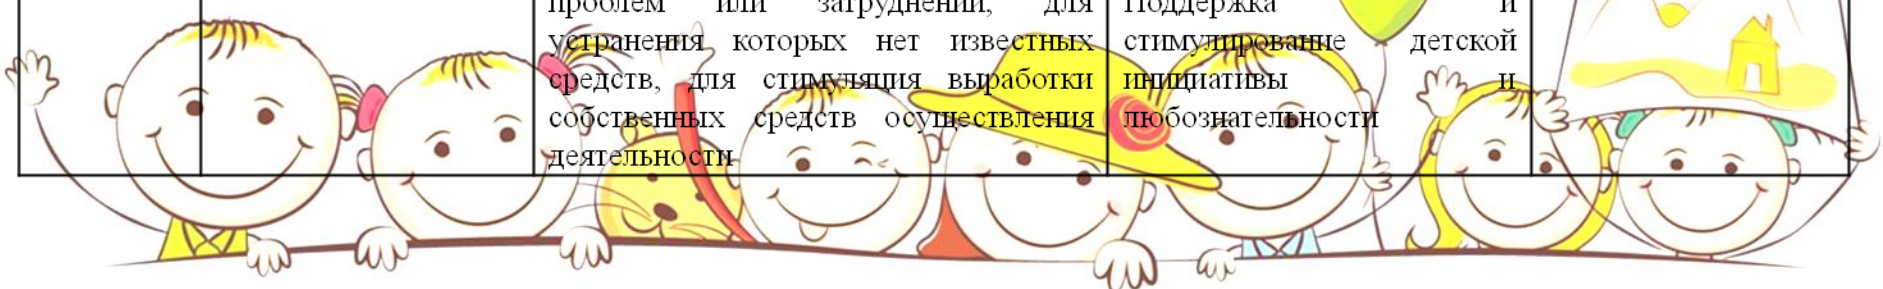 проблем или затруднений, для
устранения которых нет известных
средств, для стимуляция выработки
собственных средств осуществления
деятельности
Поддержка и
стимулирование детской
инициативы и
любознательности